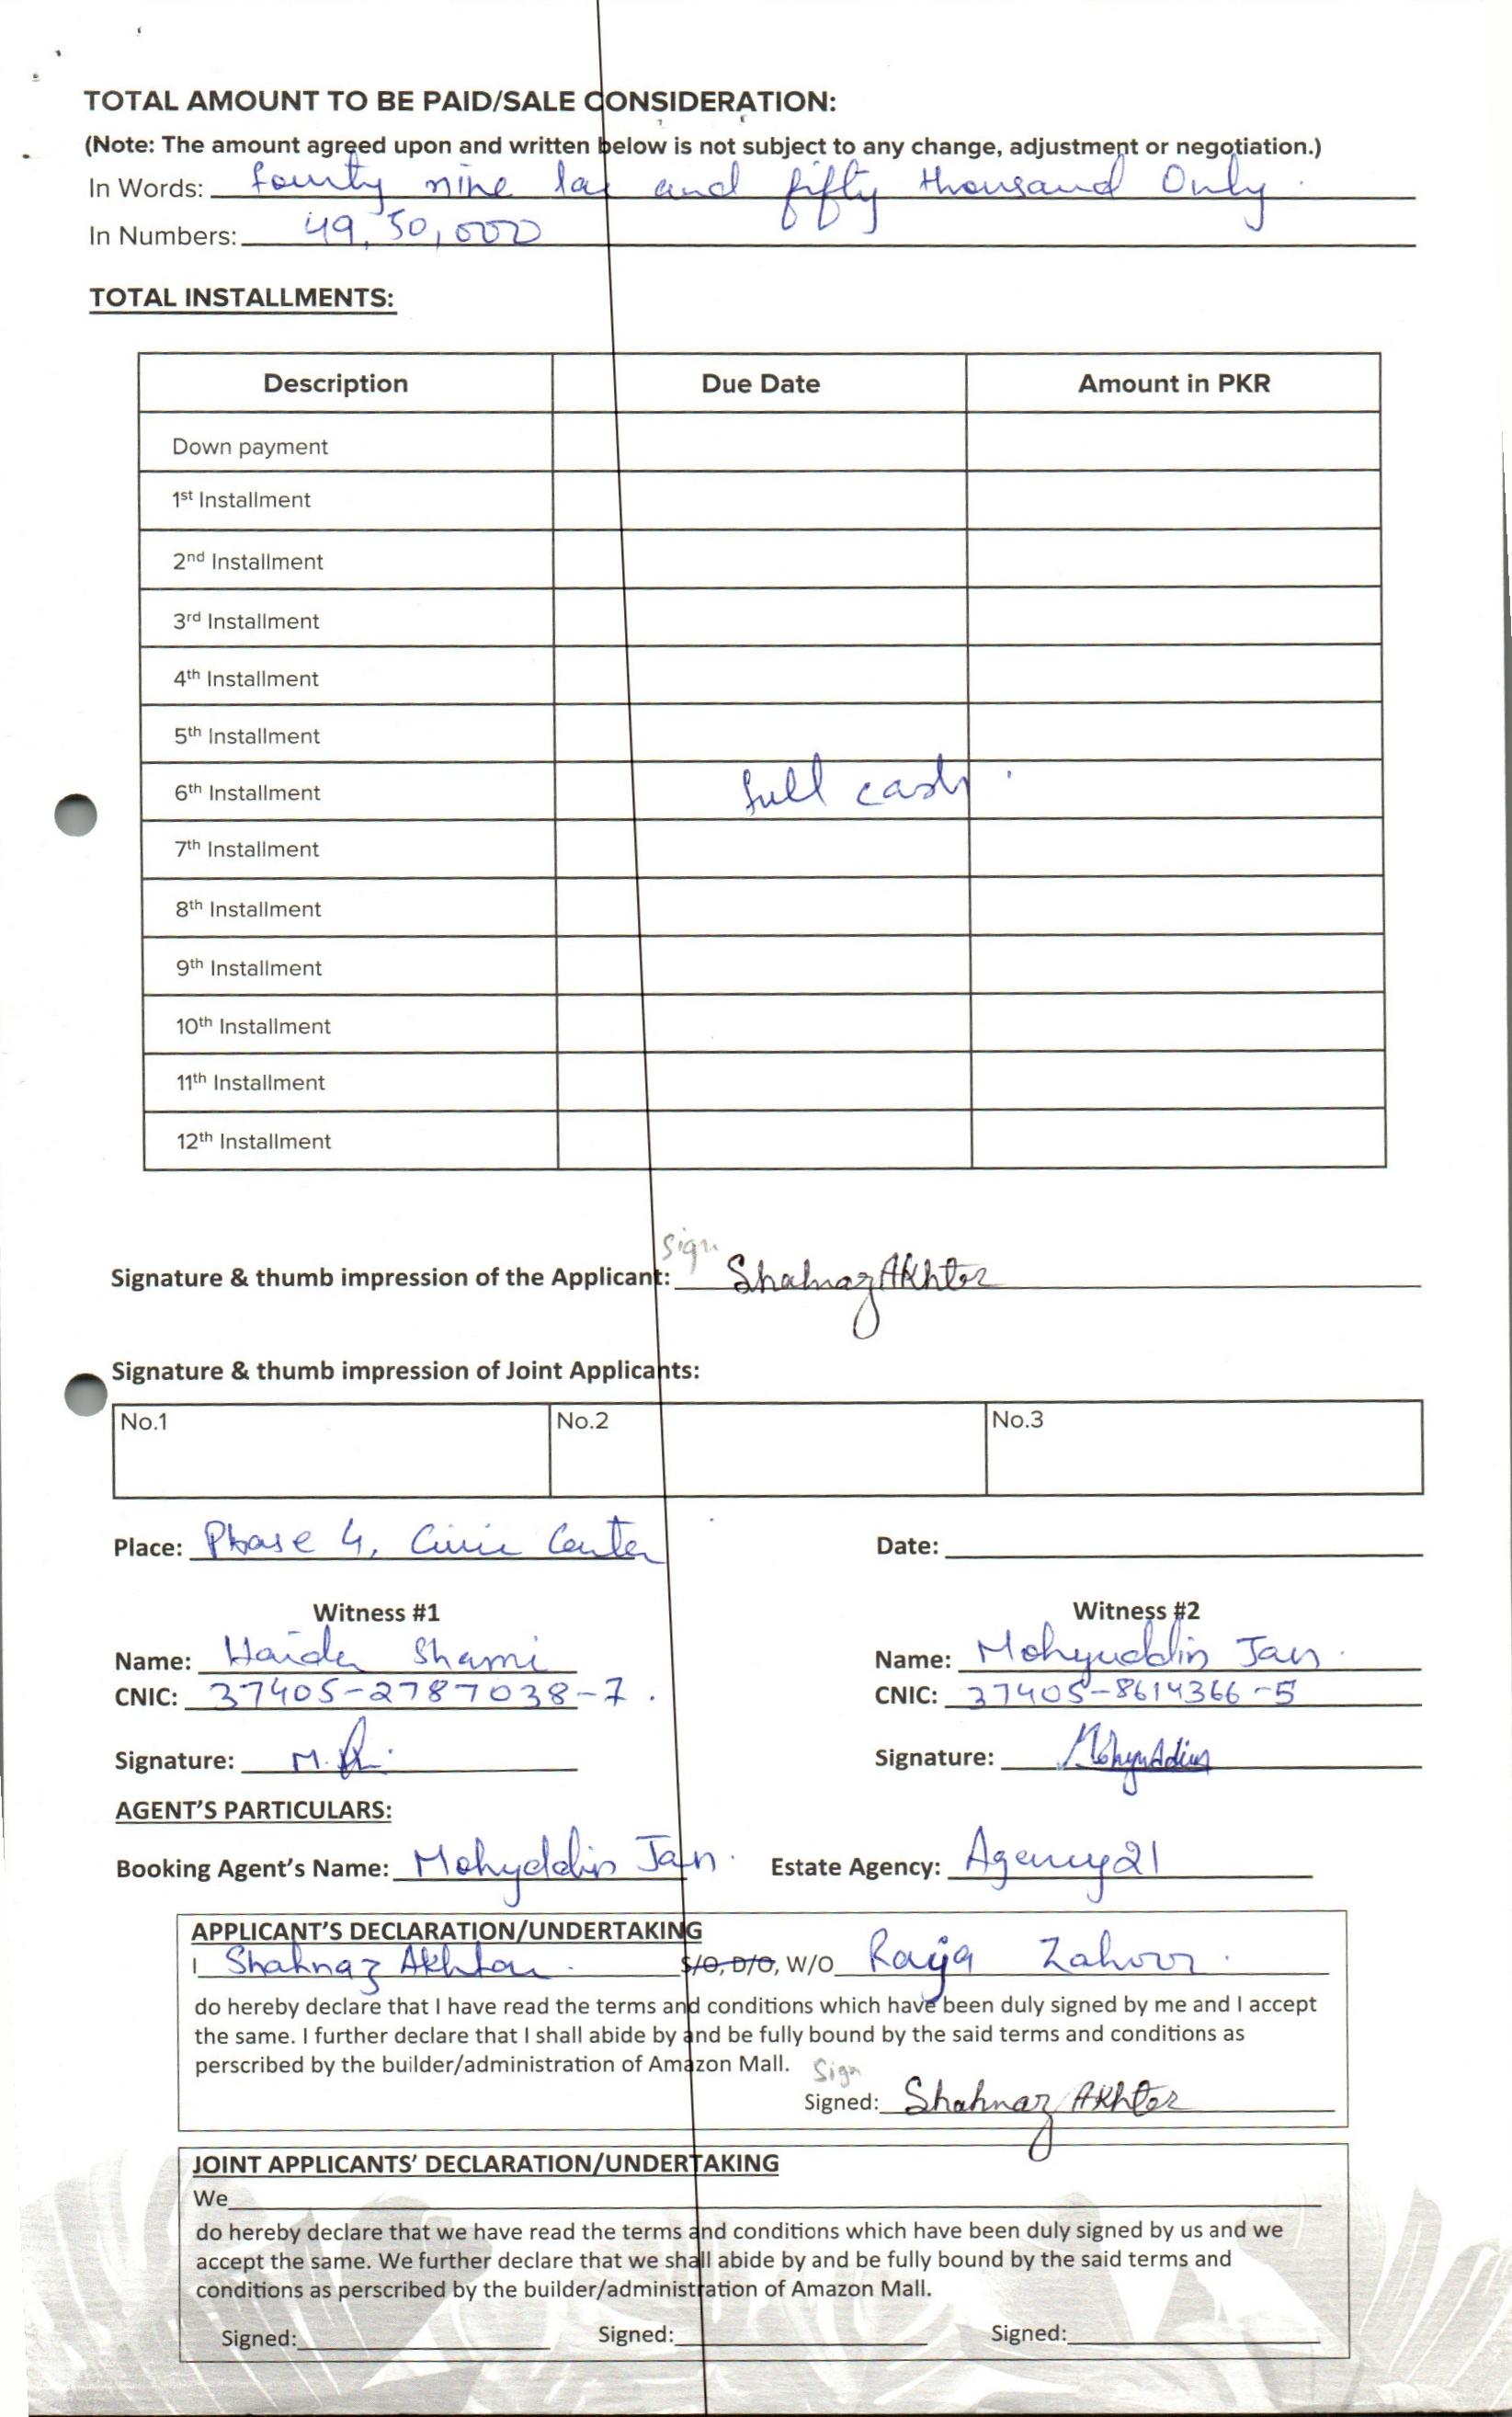 TOTAL AMOUNT TO BE PAID/SALE CONSIDERATION:
(Note: The amount agreed upon and written below is not subject to any change, adjustment or negotiation.)
In Words: fourty nine lac and fifty thousand Only.
In Numbers: 49,50,000
TOTAL INSTALLMENTS:
Description Due Date Amount in PKR
Down payment
1st Installment
2nd Installment
3rd Installment
4th Installment
5th Installment
6th Installment full cash.
7th Installment
8th Installment
9th Installment
10th Installment
11th Installment
12th Installment
Sign
Signature & thumb impression of the Applicant: Shahnaz Akhter
Signature & thumb impression of Joint Applicants:
No.1 No.2 No.3
Place: Phase 4, Civic Center Date:
Witness #1 Witness #2
Name: Haider Shami Name: Mohyuddin Jan.
CNIC: 37405-2787038-7. CNIC: 37405-8614366-5
Signature: Signature: Mohyuddin
AGENT'S PARTICULARS:
Booking Agent's Name: Mohyddin Jan. Estate Agency: Agency21
APPLICANT'S DECLARATION/UNDERTAKING
I Shahnaz Akhtar. S/O, D/O, W/O Raja Zahoor.
do hereby declare that I have read the terms and conditions which have been duly signed by me and I accept
the same. I further declare that I shall abide by and be fully bound by the said terms and conditions as
perscribed by the builder/administration of Amazon Mall.
Sign
Signed: Shahnaz Akhter
JOINT APPLICANTS' DECLARATION/UNDERTAKING
We
do hereby declare that we have read the terms and conditions which have been duly signed by us and we
accept the same. We further declare that we shall abide by and be fully bound by the said terms and
conditions as perscribed by the builder/administration of Amazon Mall.
Signed: Signed: Signed: